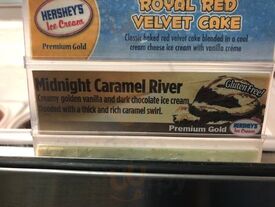 HERSHEY'S
Ice Cream
Premium Gold
ROYAL RED
VELVET CAKE
Classic baked red velvet cake blended in a cool
cream cheese ice cream with vanilla crème
Midnight Caramel River
Gluten Free!
Creamy golden vanilla and dark chocolate ice cream
blended with a thick and rich caramel swirl.
Premium Gold
HERSHEY'S
Ice Cream